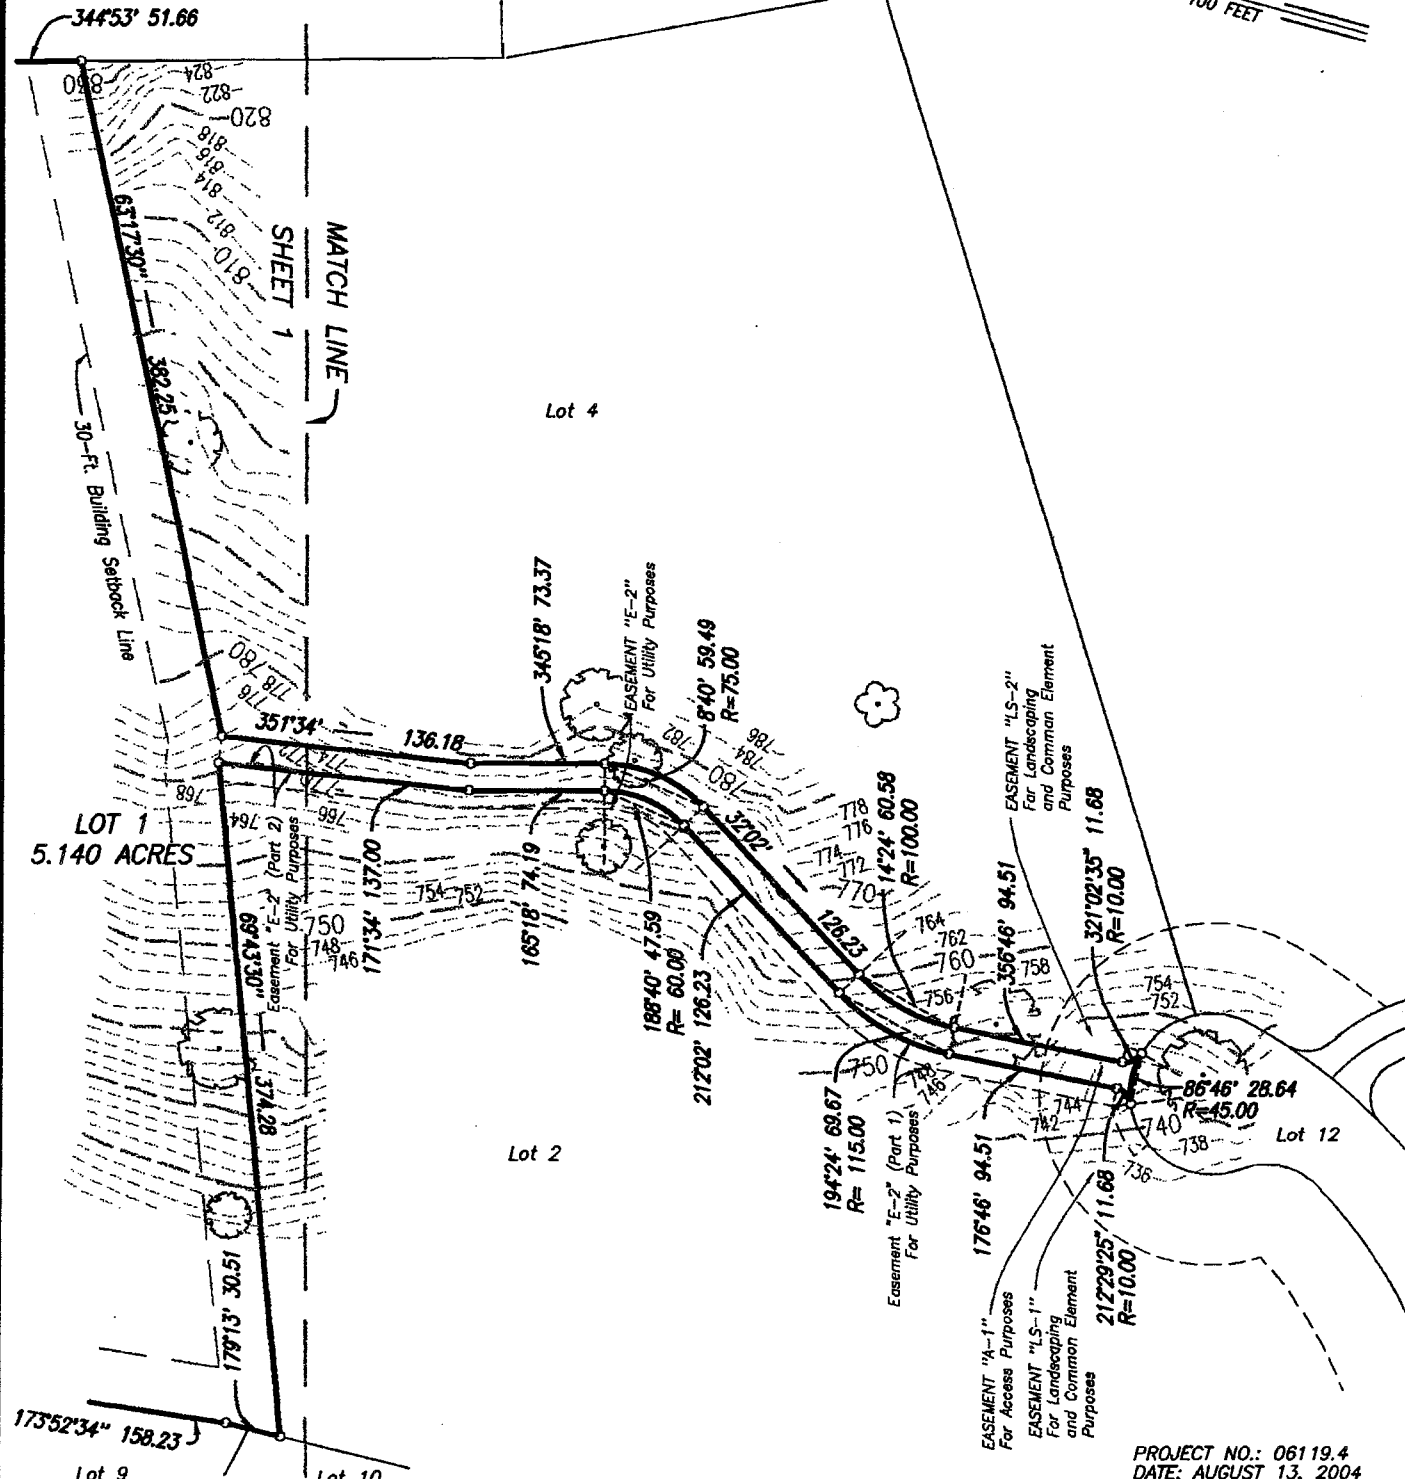 100 FEET
344°53' 51.66
830
824
822
820
818
816
814
812
810
MATCH LINE
SHEET 1
63°17'30"
382.25
30-Ft. Building Setback Line
Lot 4
780
778
776
351°34'
136.18
345°18' 73.37
EASEMENT "E-2"
For Utility Purposes
8°40' 59.49
R=75.00
782
780
784
786
32°02'
126.23
778
776
774
772
770
14°24' 60.58
R=100.00
764
762
760
758
756
356°46' 94.51
EASEMENT "LS-2"
For Landscaping
and Common Element
Purposes
321°02'35" 11.68
R=10.00
754
752
774
772
768
764
766
LOT 1
5.140 ACRES
69°43'30"
374.28
Easement "E-2" (Part 2)
For Utility Purposes
750
748
746
171°34' 137.00
754
752
165°18' 74.19
188°40' 47.59
R= 60.00
212°02' 126.23
750
748
746
744
742
740
738
736
86°46' 28.64
R=45.00
Lot 12
Lot 2
194°24' 69.67
R= 115.00
Easement "E-2" (Part 1)
For Utility Purposes
176°46' 94.51
EASEMENT "A-1"
For Access Purposes
EASEMENT "LS-1"
For Landscaping
and Common Element
Purposes
212°29'25" 11.68
R=10.00
179°13' 30.51
173°52'34" 158.23
Lot 9
Lot 10
PROJECT NO.: 06119.4
DATE: AUGUST 13, 2004